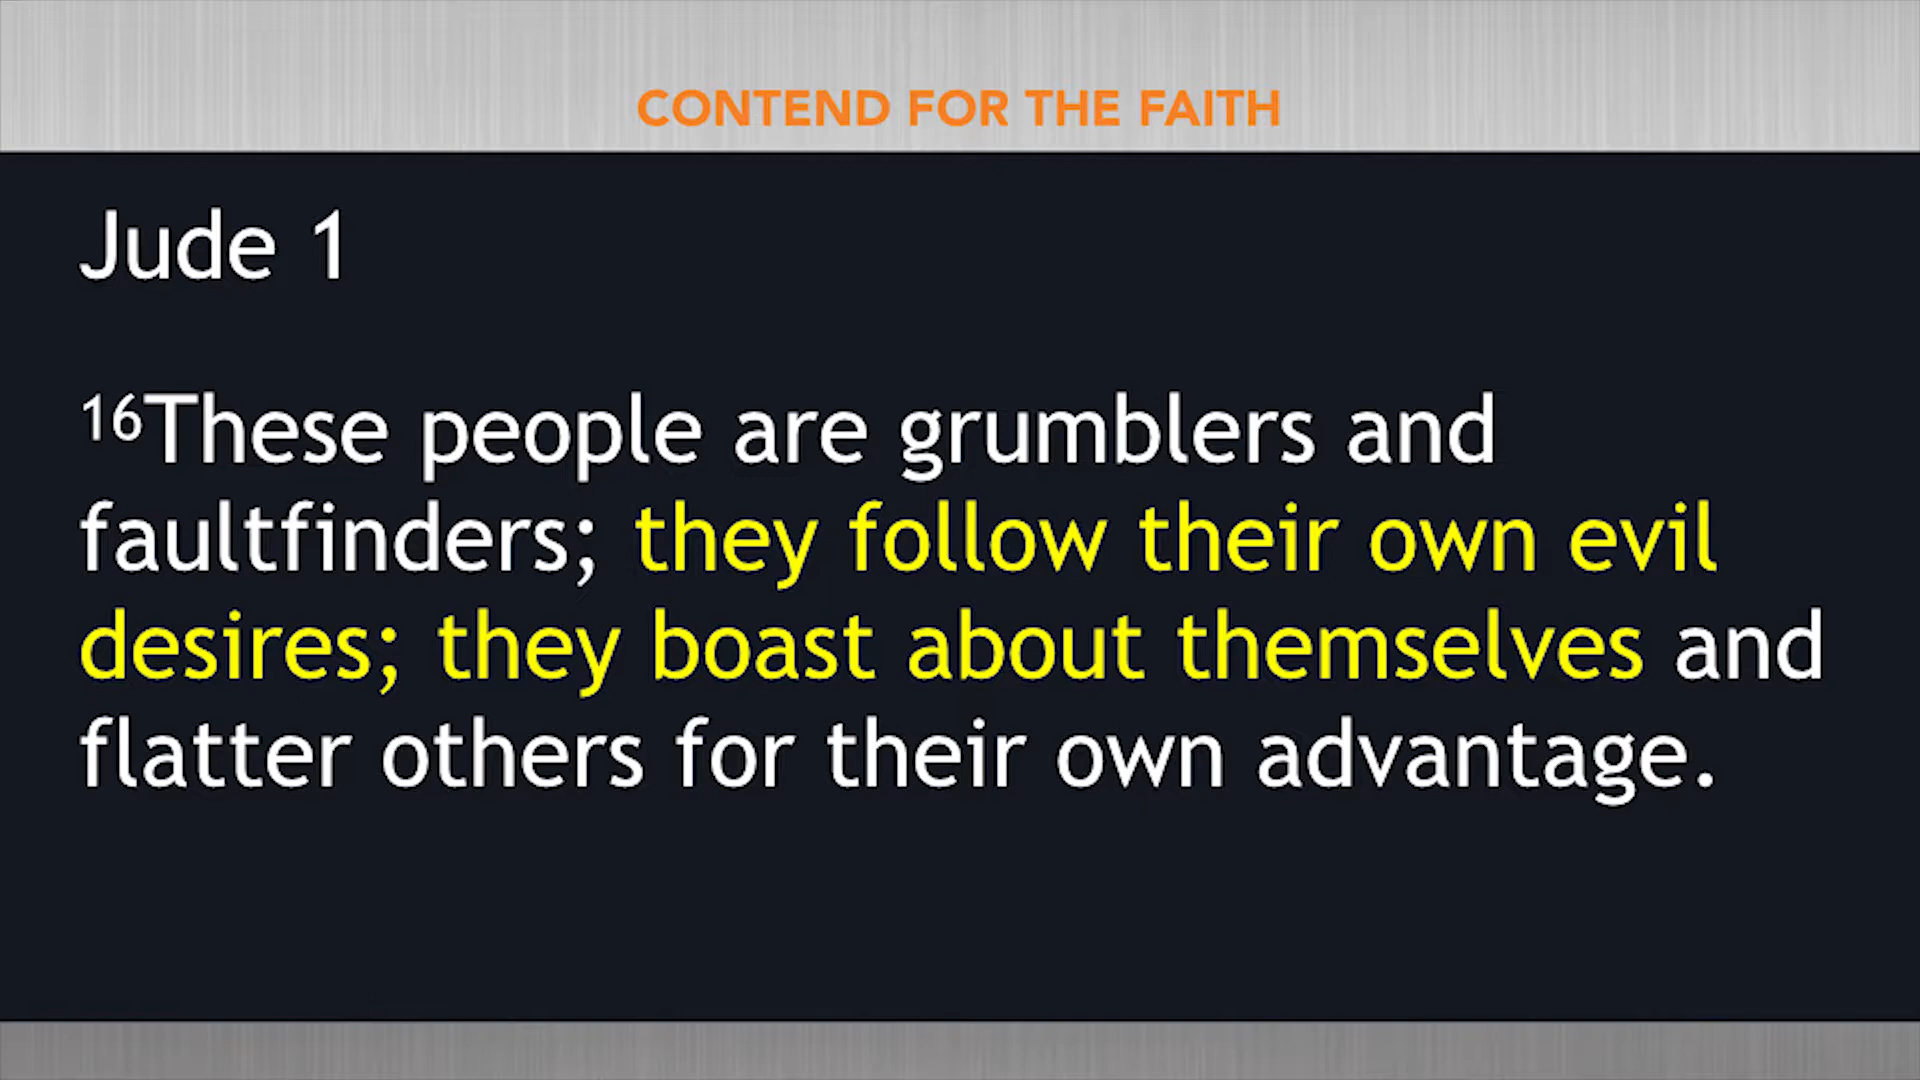 CONTEND FOR THE FAITH
Jude 1
16These people are grumblers and
faultfinders; they follow their own evil
desires; they boast about themselves and
flatter others for their own advantage.